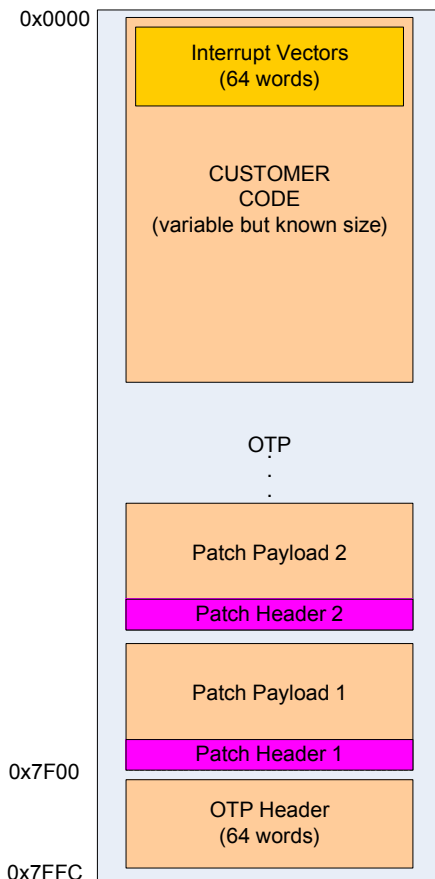 0x0000
Interrupt Vectors
(64 words)
CUSTOMER
CODE
(variable but known size)
OTP
.
.
.
Patch Payload 2
Patch Header 2
Patch Payload 1
Patch Header 1
0x7F00
OTP Header
(64 words)
0x7FFC